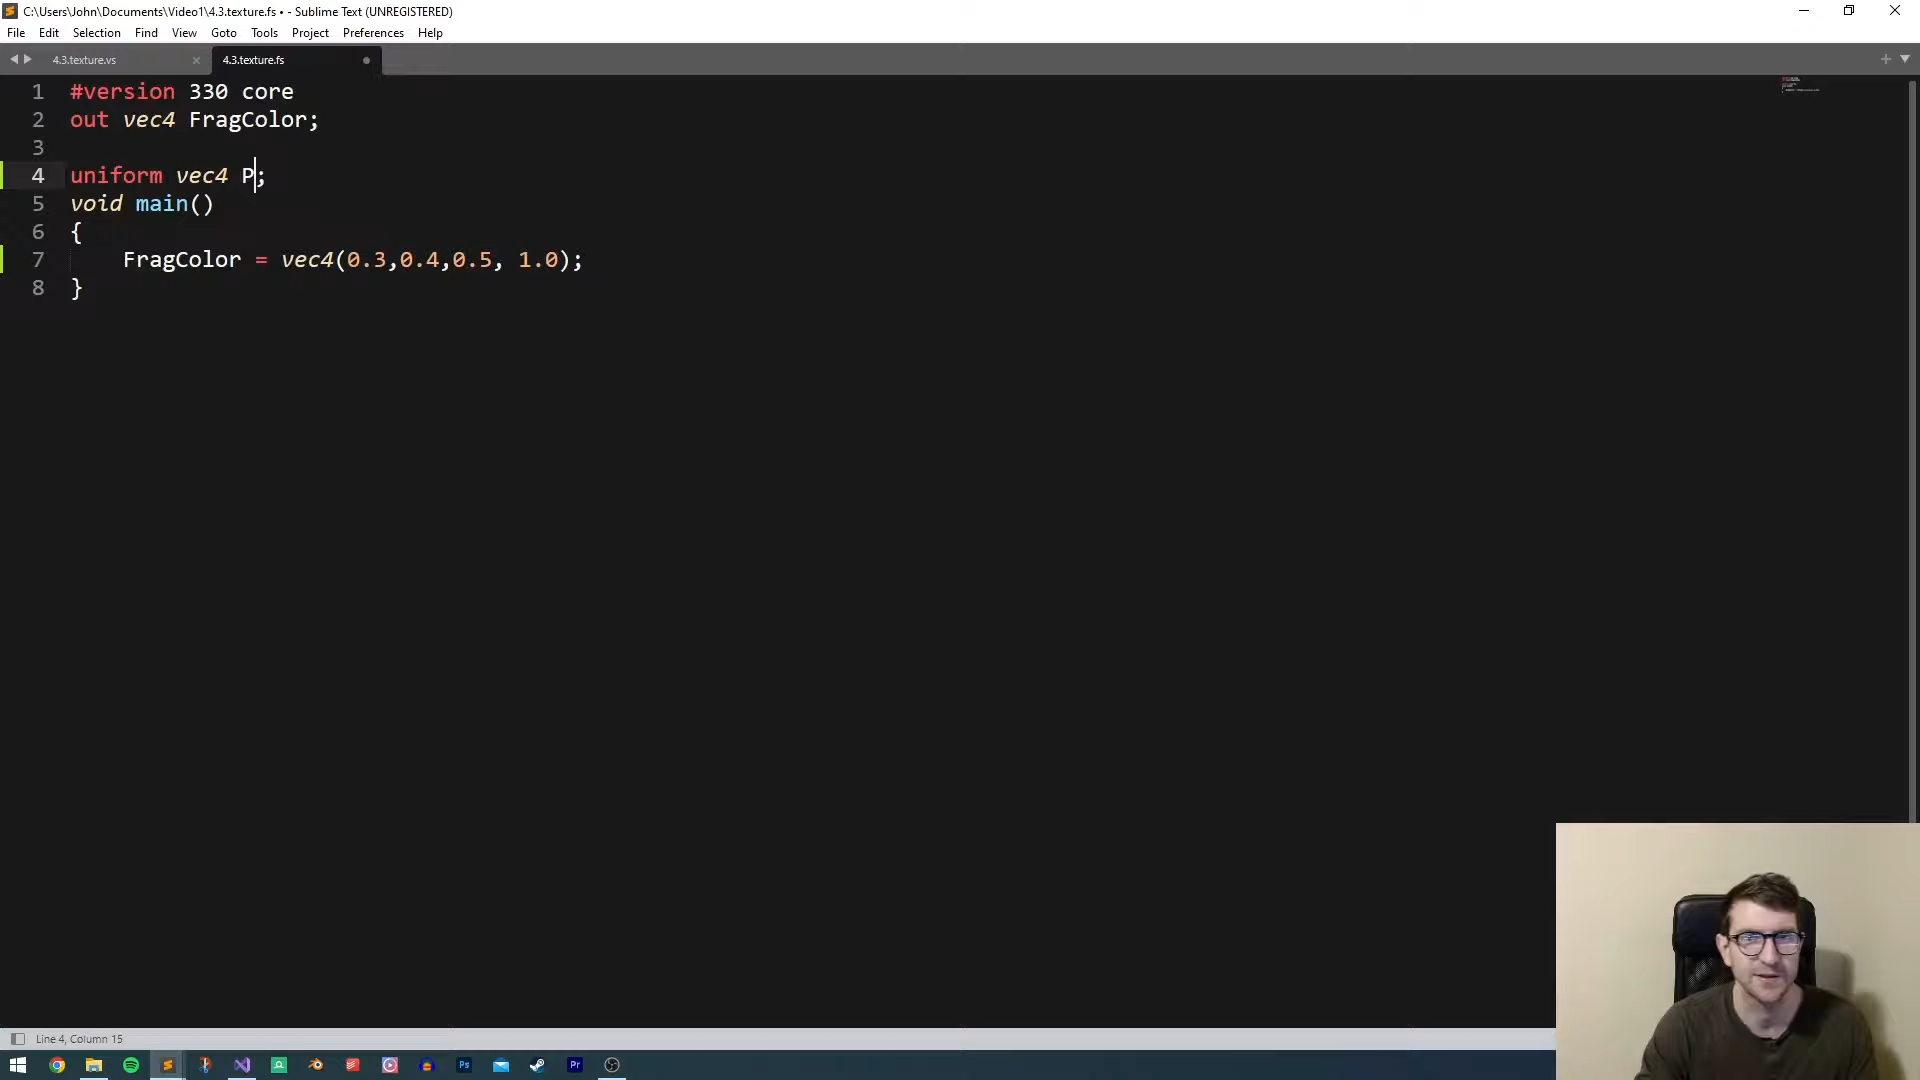 C:\Users\John\Documents\Video1\4.3.texture.fs • - Sublime Text (UNREGISTERED)
File Edit Selection Find View Goto Tools Project Preferences Help
4.3.texture.vs 4.3.texture.fs
1 #version 330 core
2 out vec4 FragColor;
3
4 uniform vec4 P;
5 void main()
6 {
7 FragColor = vec4(0.3,0.4,0.5, 1.0);
8 }
Line 4, Column 15
Ps Pr